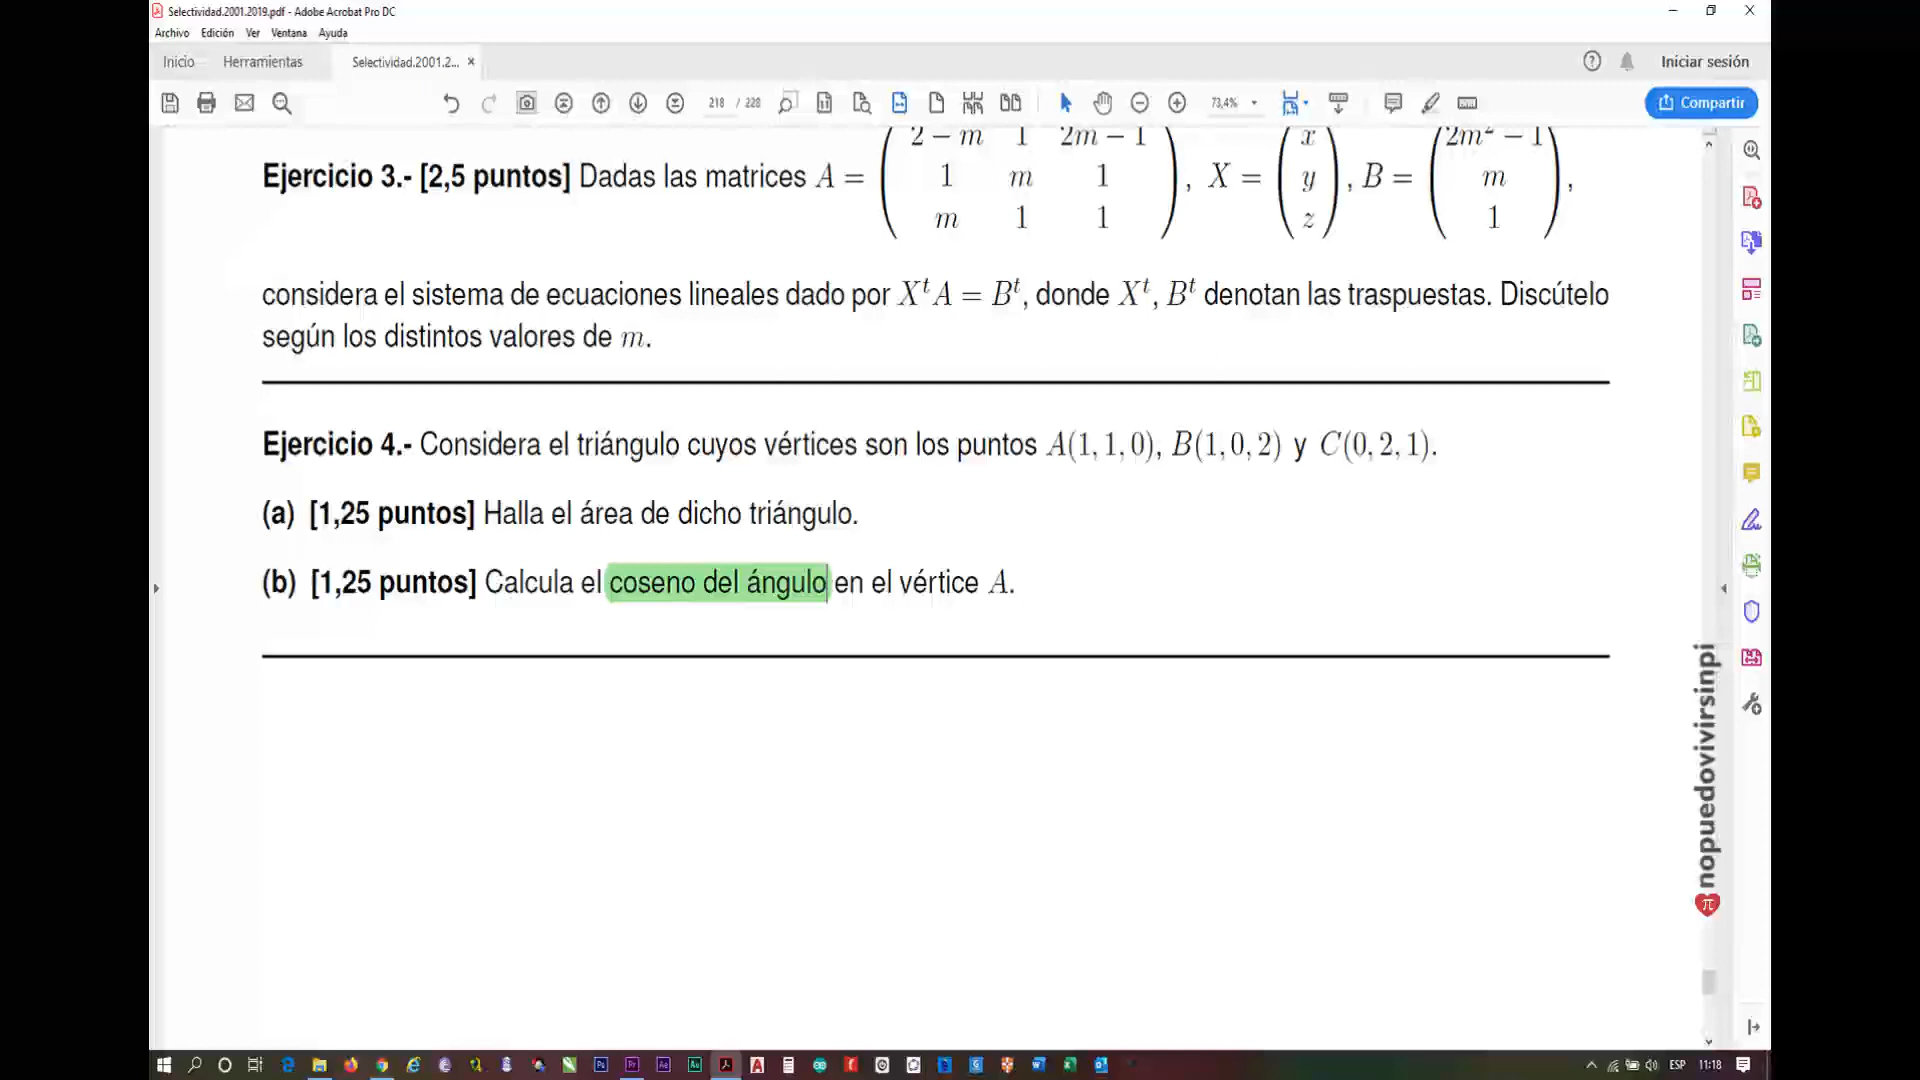 Selectividad.2001.2019.pdf - Adobe Acrobat Pro DC
Archivo Edición Ver Ventana Ayuda
Inicio Herramientas Selectividad.2001.2... × Iniciar sesión
218 / 228 73,4% Compartir
Ejercicio 3.- [2,5 puntos] Dadas las matrices A = ( 2 − m 1 2m − 1 ; 1 m 1 ; m 1 1 ), X = ( x ; y ; z ), B = ( 2m² − 1 ; m ; 1 ),
considera el sistema de ecuaciones lineales dado por XᵗA = Bᵗ, donde Xᵗ, Bᵗ denotan las traspuestas. Discútelo
según los distintos valores de m.
Ejercicio 4.- Considera el triángulo cuyos vértices son los puntos A(1, 1, 0), B(1, 0, 2) y C(0, 2, 1).
(a) [1,25 puntos] Halla el área de dicho triángulo.
(b) [1,25 puntos] Calcula el coseno del ángulo en el vértice A.
nopuedovivirsinpi
π
ESP 11:18